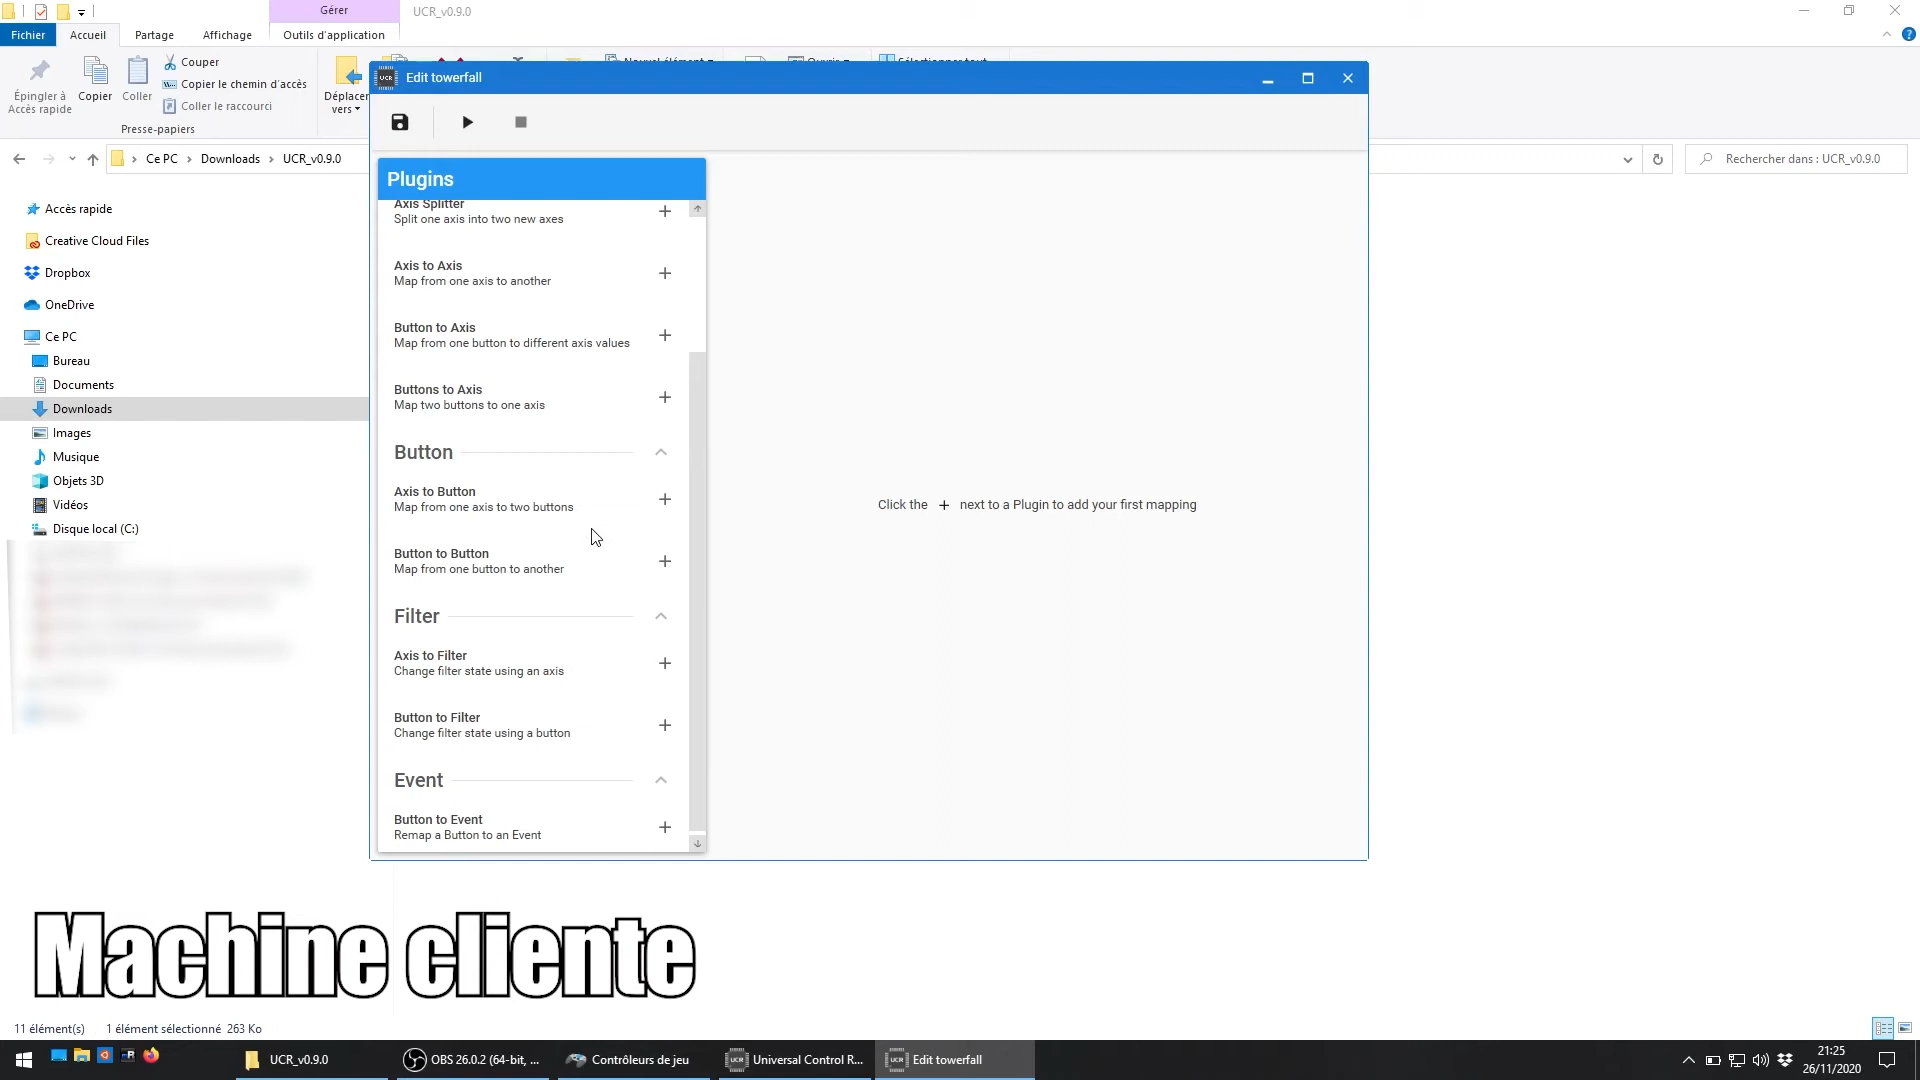 Gérer
UCR_v0.9.0
Fichier
Accueil
Partage
Affichage
Outils d'application
Épingler à
Accès rapide
Copier
Coller
Couper
Copier le chemin d'accès
Coller le raccourci
Presse-papiers
Déplacer
vers
Ce PC
Downloads
UCR_v0.9.0
Rechercher dans : UCR_v0.9.0
Accès rapide
Creative Cloud Files
Dropbox
OneDrive
Ce PC
Bureau
Documents
Downloads
Images
Musique
Objets 3D
Vidéos
Disque local (C:)
UCR
Edit towerfall
Plugins
Axis Splitter
Split one axis into two new axes
Axis to Axis
Map from one axis to another
Button to Axis
Map from one button to different axis values
Buttons to Axis
Map two buttons to one axis
Button
Axis to Button
Map from one axis to two buttons
Button to Button
Map from one button to another
Filter
Axis to Filter
Change filter state using an axis
Button to Filter
Change filter state using a button
Event
Button to Event
Remap a Button to an Event
Click the + next to a Plugin to add your first mapping
Machine cliente
11 élément(s)
1 élément sélectionné 263 Ko
UCR_v0.9.0
OBS 26.0.2 (64-bit, ...
Contrôleurs de jeu
UCR
Universal Control R...
UCR
Edit towerfall
21:25
26/11/2020